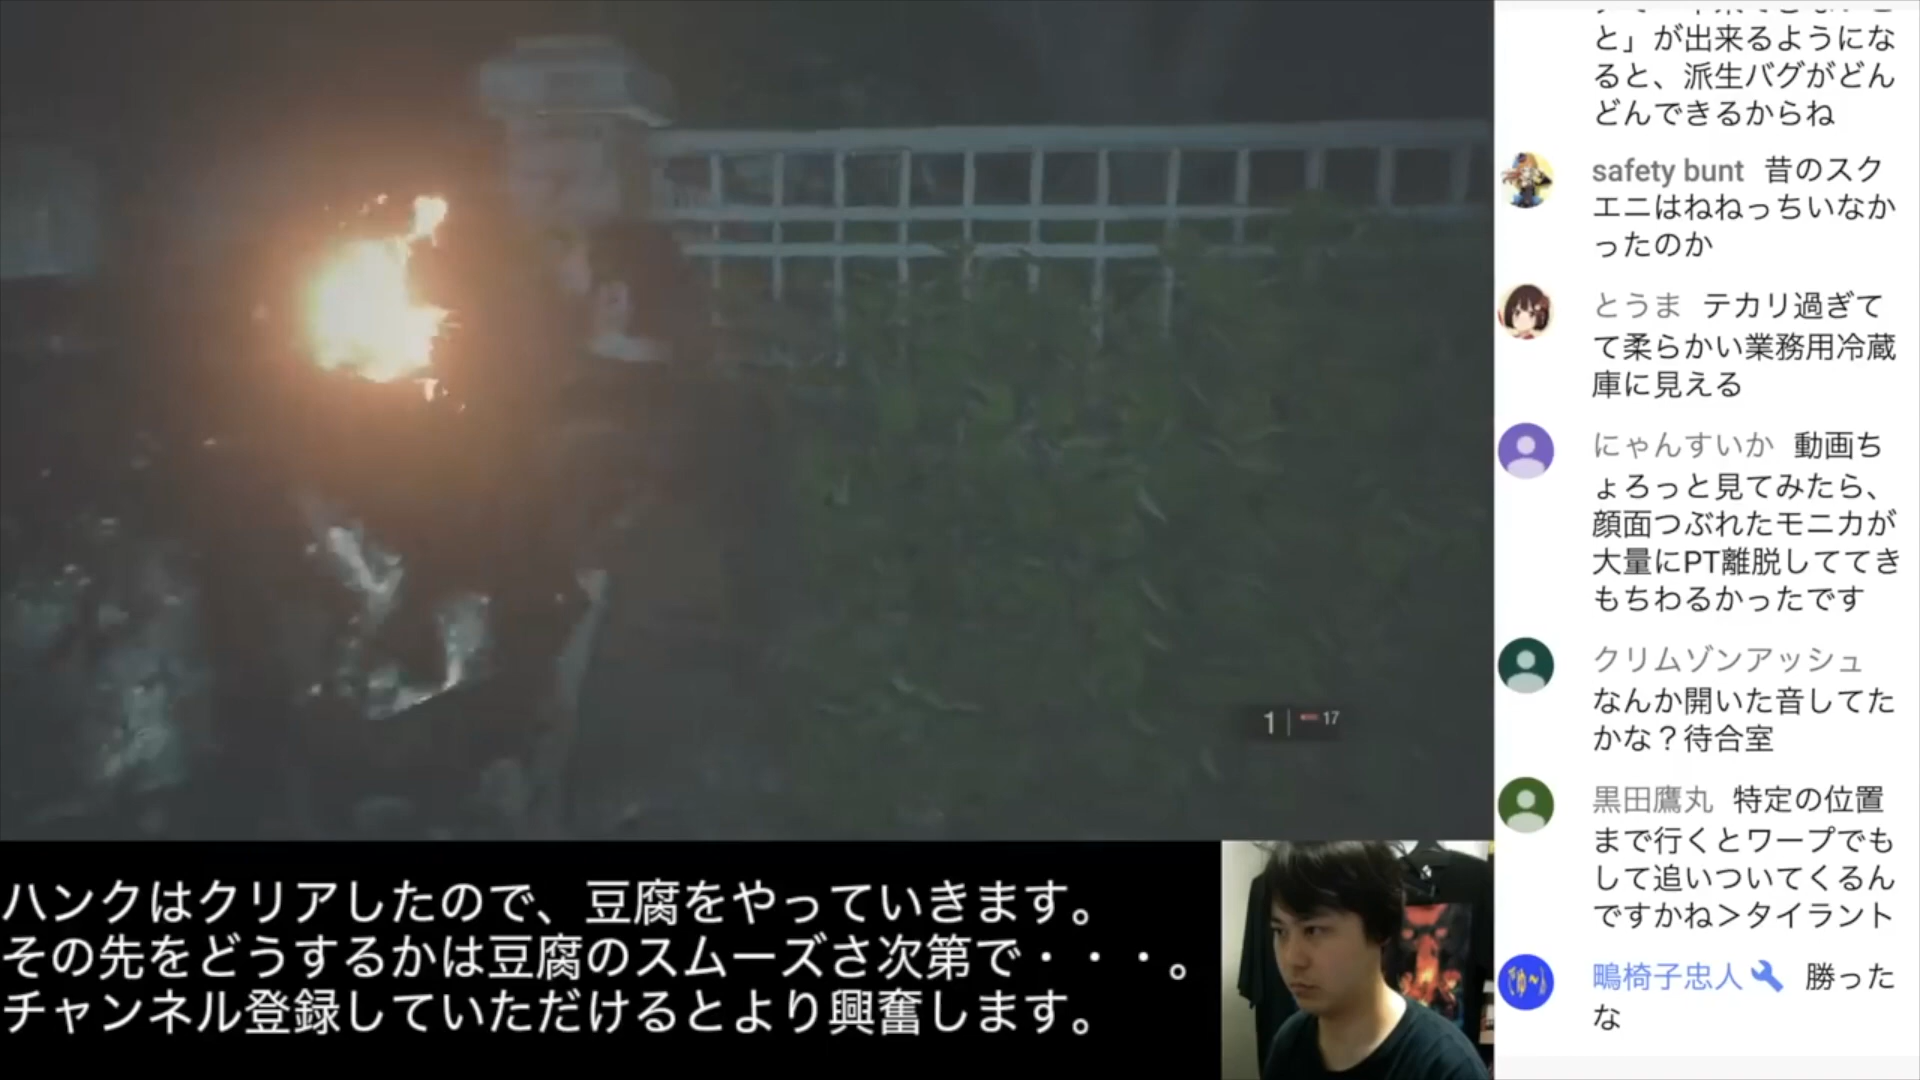 1 | 17
ハンクはクリアしたので、豆腐をやっていきます。
その先をどうするかは豆腐のスムーズさ次第で・・・。
チャンネル登録していただけるとより興奮します。
と」が出来るようにな
ると、派生バグがどん
どんできるからね
safety bunt 昔のスク
エニはねねっちいなか
ったのか
とうま テカリ過ぎて
て柔らかい業務用冷蔵
庫に見える
にゃんすいか 動画ち
ょろっと見てみたら、
顔面つぶれたモニカが
大量にPT離脱しててき
もちわるかったです
クリムゾンアッシュ
なんか開いた音してた
かな？待合室
黒田鷹丸 特定の位置
まで行くとワープでも
して追いついてくるん
ですかね＞タイラント
鴫椅子忠人 勝った
な